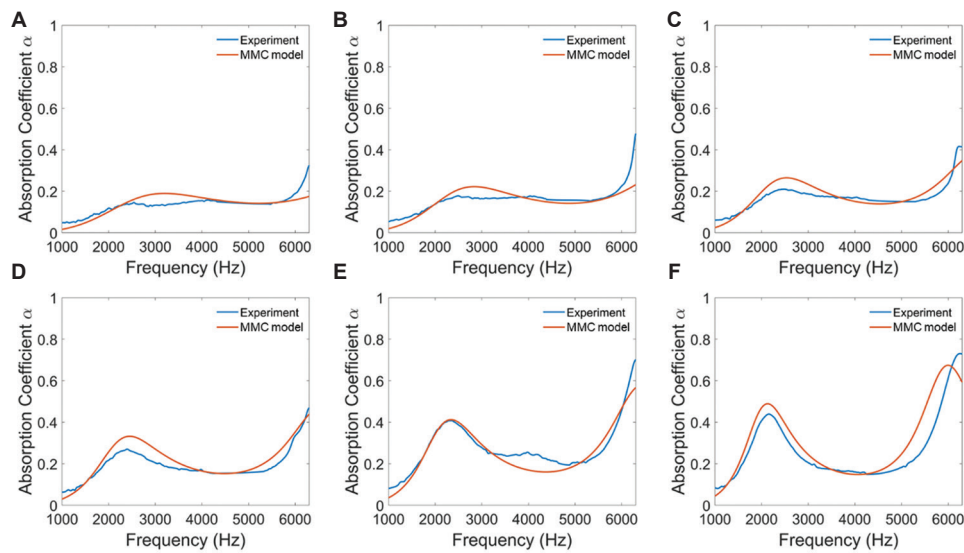 A
Absorption Coefficient α
1
0.8
0.6
0.4
0.2
0
1000 2000 3000 4000 5000 6000
Frequency (Hz)
Experiment
MMC model
B
Absorption Coefficient α
1
0.8
0.6
0.4
0.2
0
1000 2000 3000 4000 5000 6000
Frequency (Hz)
Experiment
MMC model
C
Absorption Coefficient α
1
0.8
0.6
0.4
0.2
0
1000 2000 3000 4000 5000 6000
Frequency (Hz)
Experiment
MMC model
D
Absorption Coefficient α
1
0.8
0.6
0.4
0.2
0
1000 2000 3000 4000 5000 6000
Frequency (Hz)
Experiment
MMC model
E
Absorption Coefficient α
1
0.8
0.6
0.4
0.2
0
1000 2000 3000 4000 5000 6000
Frequency (Hz)
Experiment
MMC model
F
Absorption Coefficient α
1
0.8
0.6
0.4
0.2
0
1000 2000 3000 4000 5000 6000
Frequency (Hz)
Experiment
MMC model